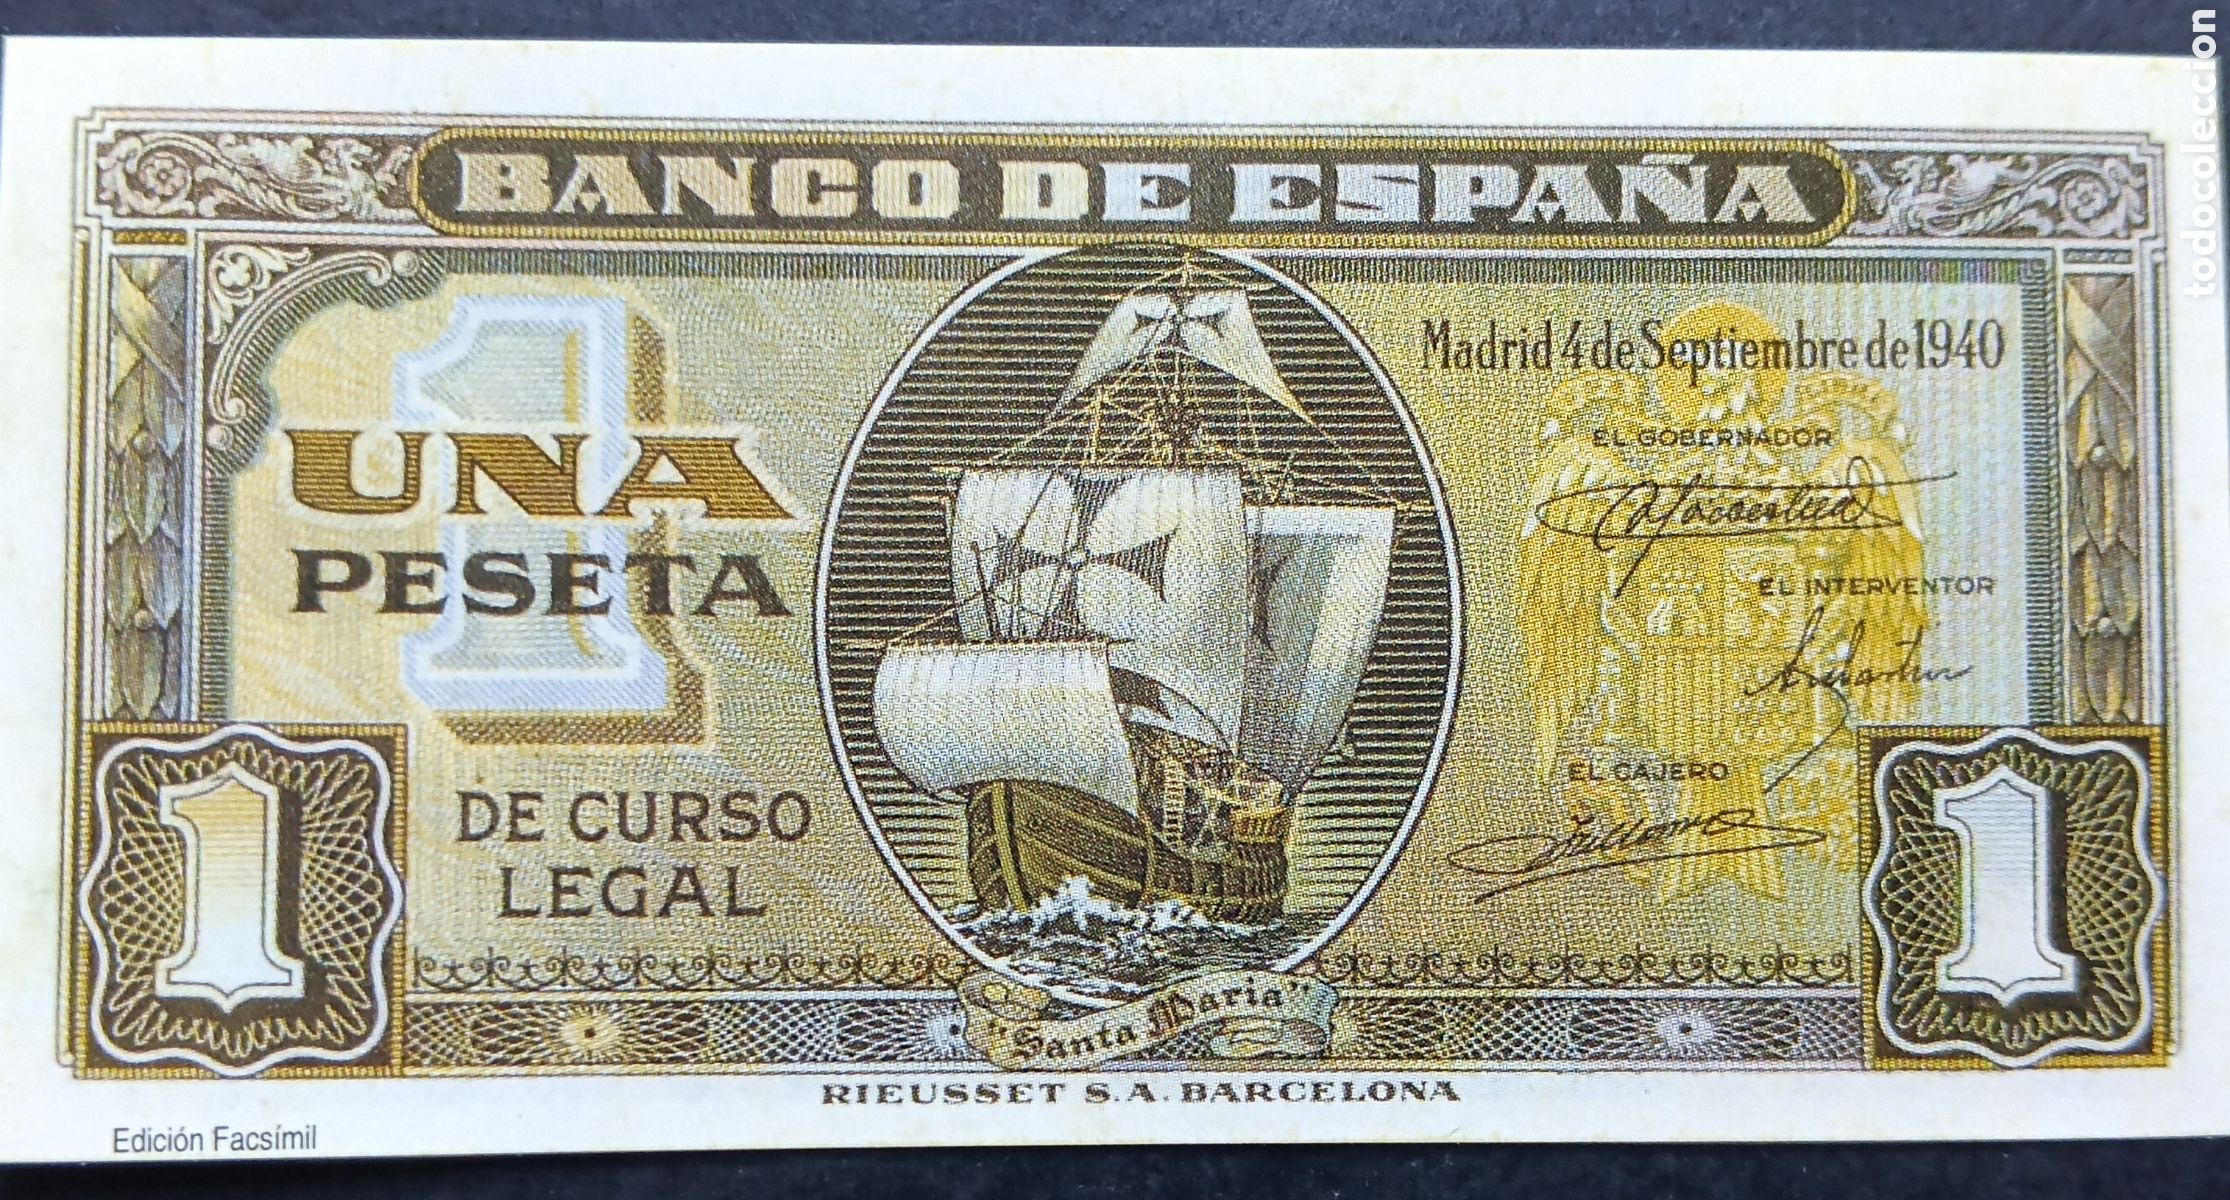 BANCO DE ESPAÑA
Madrid 4 de Septiembre de 1940
UNA
PESETA
1
DE CURSO
LEGAL
EL GOBERNADOR
EL INTERVENTOR
EL CAJERO
1
1
"Santa Maria"
RIEUSSET S.A. BARCELONA
Edición Facsímil
todocoleccion